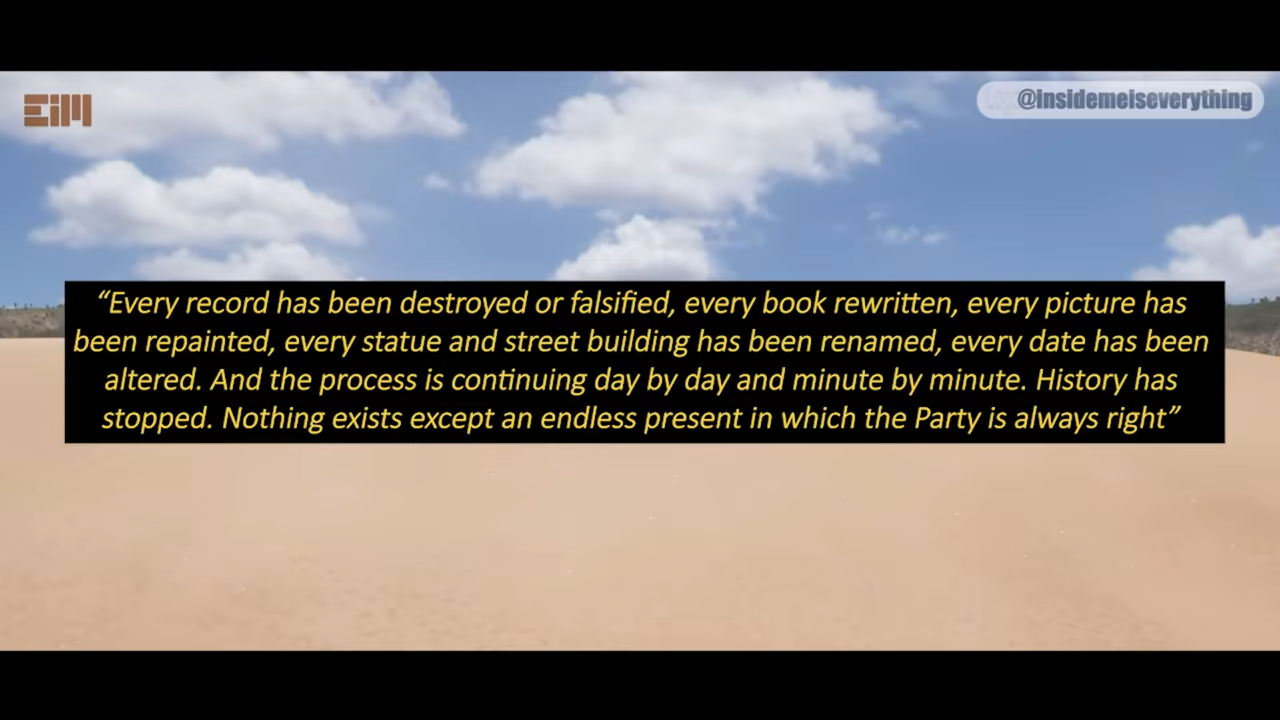 EiM
@insidemeiseverything
“Every record has been destroyed or falsified, every book rewritten, every picture has
been repainted, every statue and street building has been renamed, every date has been
altered. And the process is continuing day by day and minute by minute. History has
stopped. Nothing exists except an endless present in which the Party is always right”